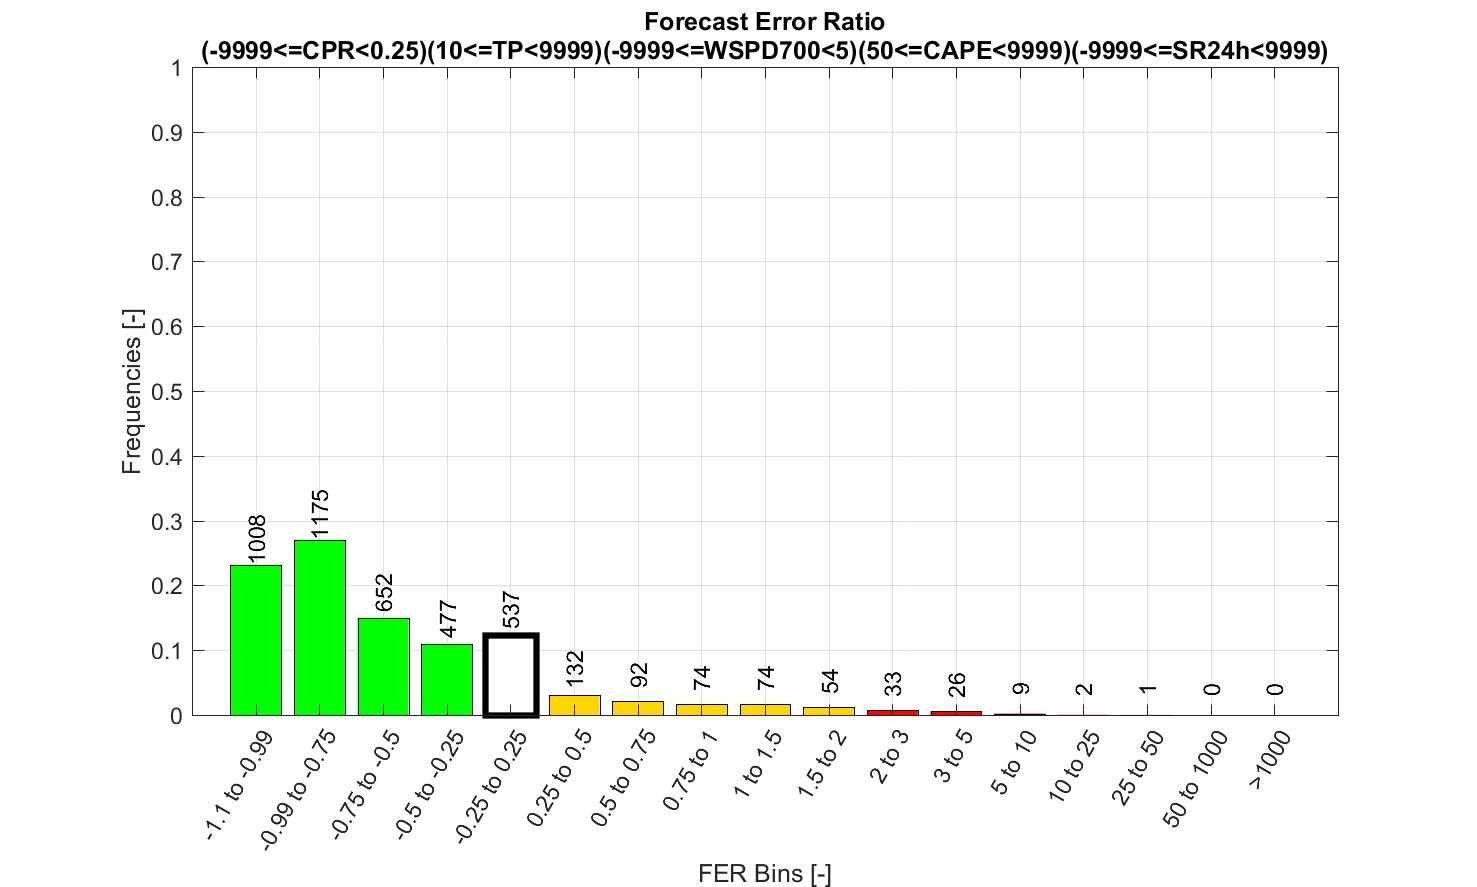 Forecast Error Ratio
(-9999<=CPR<0.25)(10<=TP<9999)(-9999<=WSPD700<5)(50<=CAPE<9999)(-9999<=SR24h<9999)
1
0.9
0.8
0.7
0.6
0.5
0.4
0.3
0.2
0.1
0
Frequencies [-]
1008
1175
652
477
537
132
92
74
74
54
33
26
9
2
1
0
0
-1.1 to -0.99
-0.99 to -0.75
-0.75 to -0.5
-0.5 to -0.25
-0.25 to 0.25
0.25 to 0.5
0.5 to 0.75
0.75 to 1
1 to 1.5
1.5 to 2
2 to 3
3 to 5
5 to 10
10 to 25
25 to 50
50 to 1000
>1000
FER Bins [-]